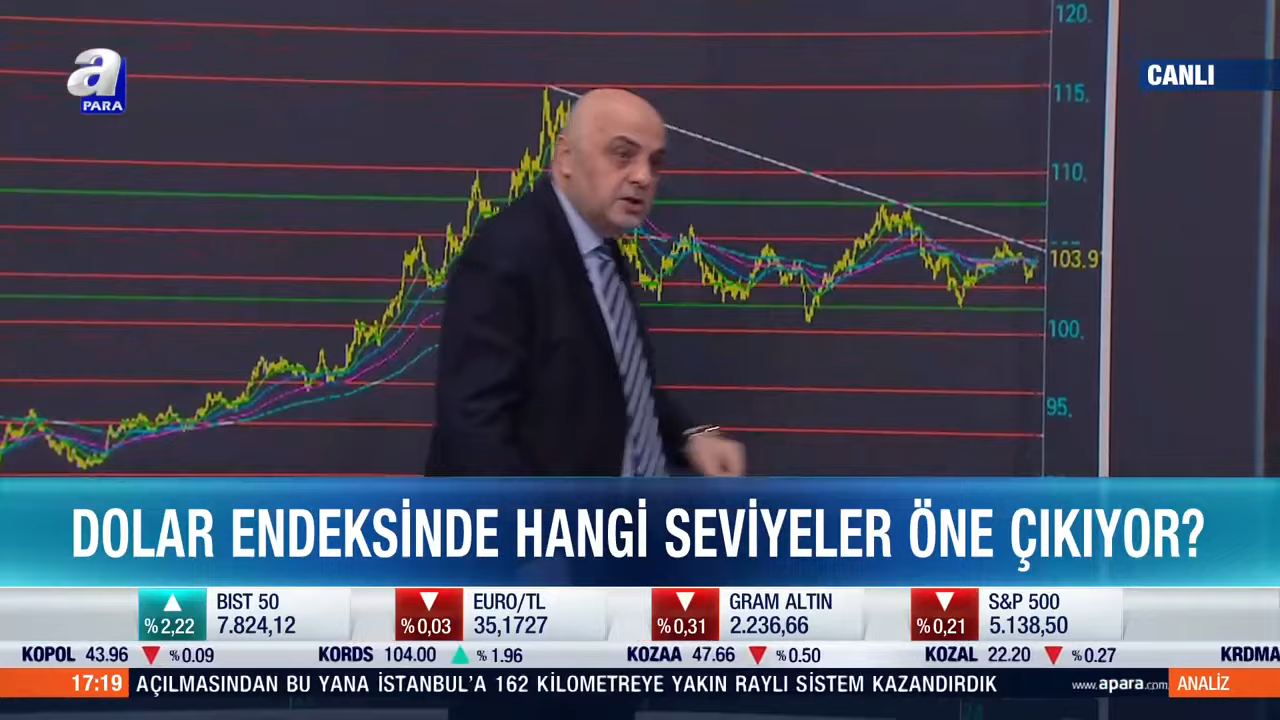 120.
a
PARA
CANLI
115.
110.
103.9
100.
95.
DOLAR ENDEKSİNDE HANGİ SEVİYELER ÖNE ÇIKIYOR?
%2,22 BIST 50 7.824,12
%0,03 EURO/TL 35,1727
%0,31 GRAM ALTIN 2.236,66
%0,21 S&P 500 5.138,50
KOPOL 43.96 %0.09 KORDS 104.00 %1.96 KOZAA 47.66 %0.50 KOZAL 22.20 %0.27 KRDMA
17:19 AÇILMASINDAN BU YANA İSTANBUL'A 162 KİLOMETREYE YAKIN RAYLI SİSTEM KAZANDIRDIK www.apara.com ANALİZ